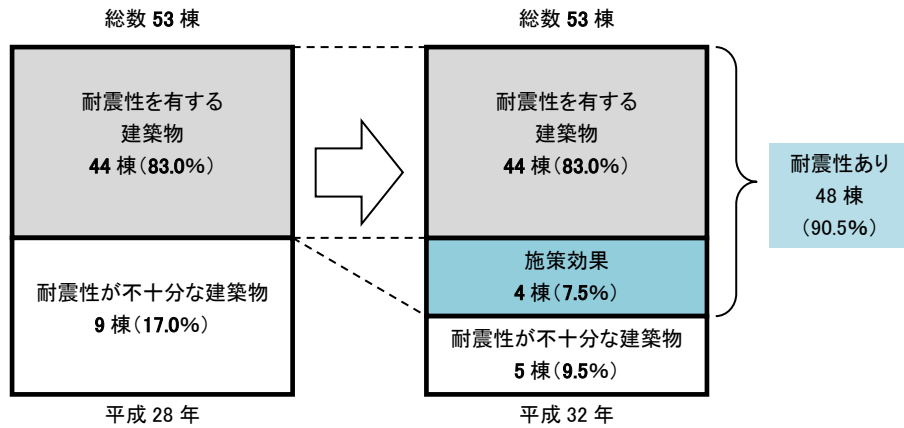 総数 53 棟
耐震性を有する
建築物
44 棟(83.0%)
耐震性が不十分な建築物
9 棟(17.0%)
平成 28 年
総数 53 棟
耐震性を有する
建築物
44 棟(83.0%)
施策効果
4 棟(7.5%)
耐震性が不十分な建築物
5 棟(9.5%)
平成 32 年
耐震性あり
48 棟
(90.5%)